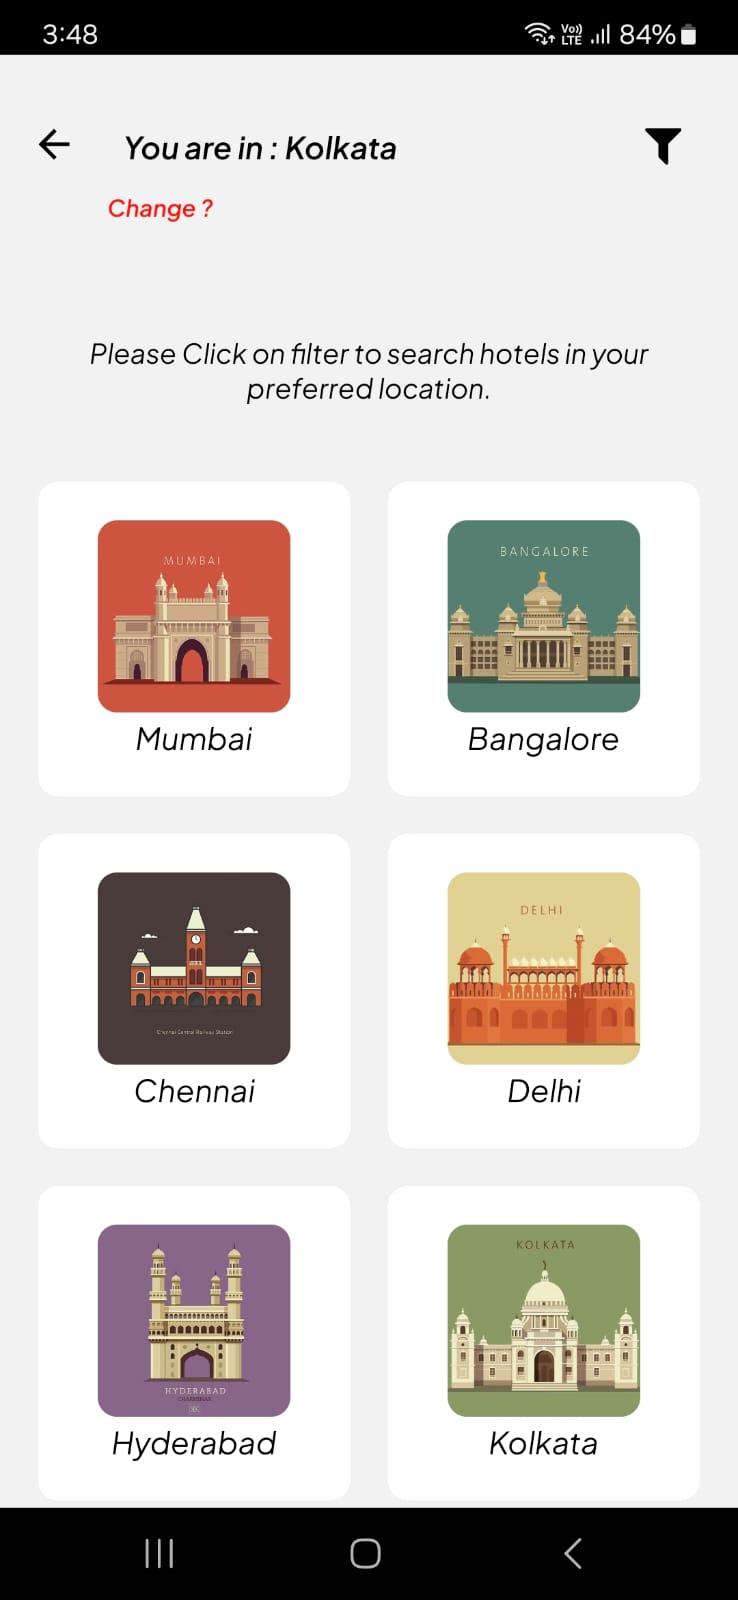 3:48
Vo)) LTE 84%
You are in : Kolkata
Change ?
Please Click on filter to search hotels in your
preferred location.
MUMBAI
BANGALORE
Mumbai
Bangalore
DELHI
Chennai Central Railway Station
Chennai
Delhi
KOLKATA
HYDERABAD
CHARMINAR
Hyderabad
Kolkata